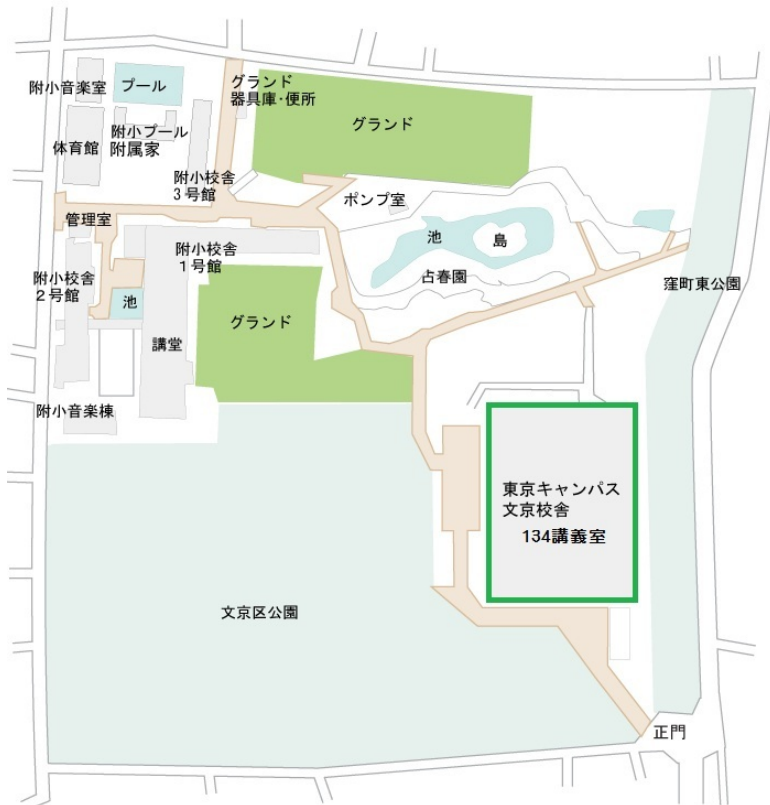 附小音楽室
プール
グランド
器具庫･便所
グランド
体育館
附小プール
附属家
附小校舎
3号館
ポンプ室
管理室
附小校舎
1号館
池
島
占春園
附小校舎
2号館
池
窪町東公園
グランド
講堂
附小音楽棟
東京キャンパス
文京校舎
134講義室
文京区公園
正門